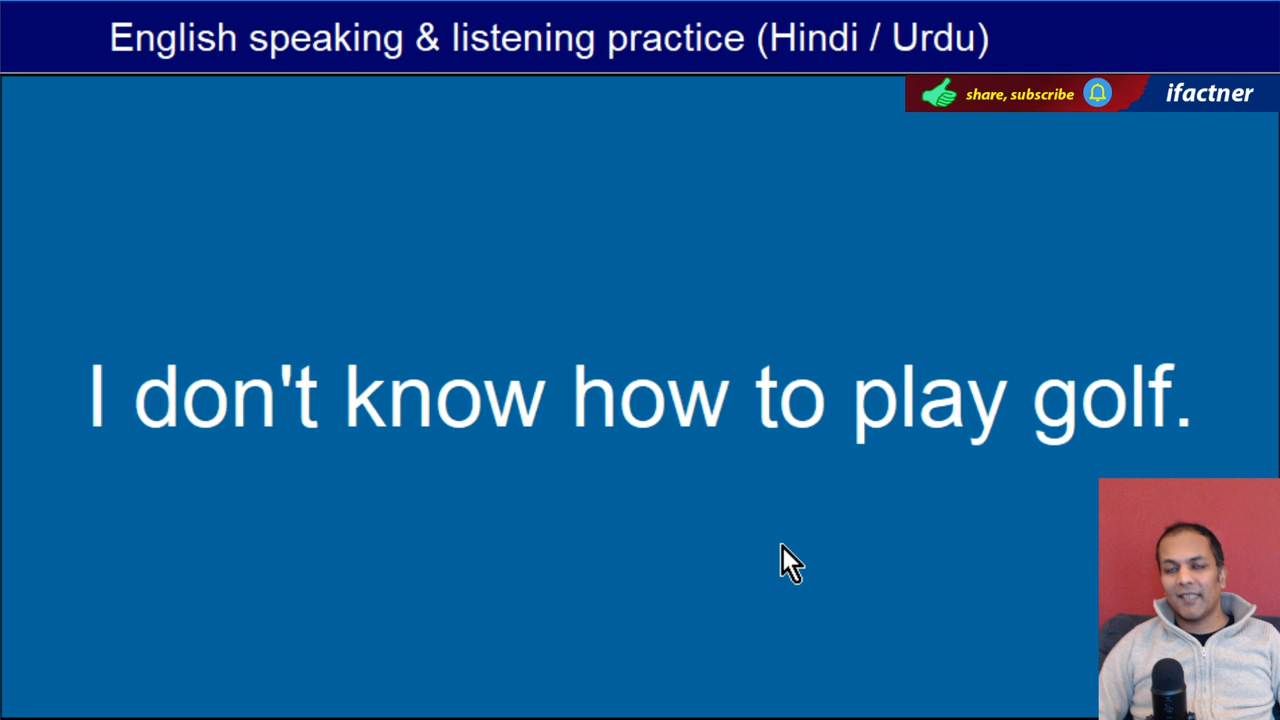 English speaking & listening practice (Hindi / Urdu)
share, subscribe ifactner
I don't know how to play golf.